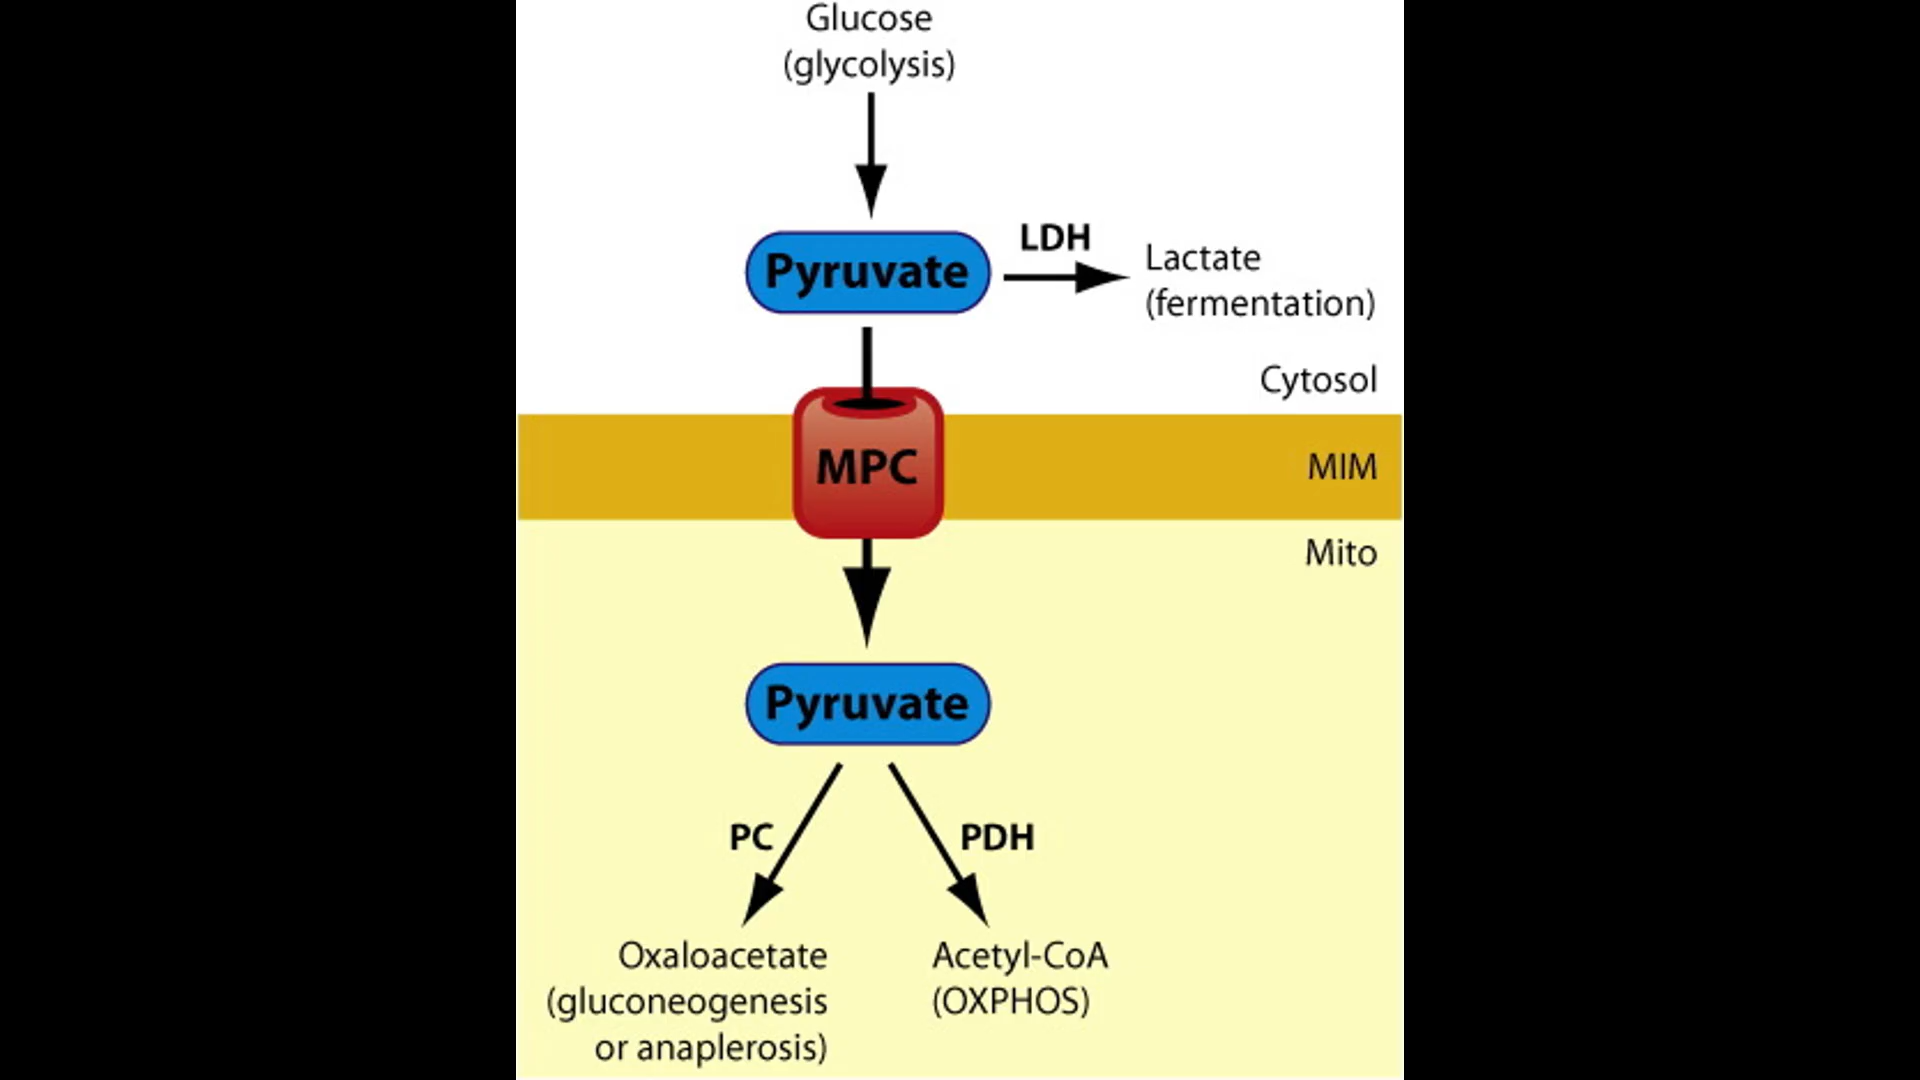 Glucose
(glycolysis)
Pyruvate
LDH
Lactate
(fermentation)
Cytosol
MPC
MIM
Mito
Pyruvate
PC
PDH
Oxaloacetate
(gluconeogenesis
or anaplerosis)
Acetyl-CoA
(OXPHOS)